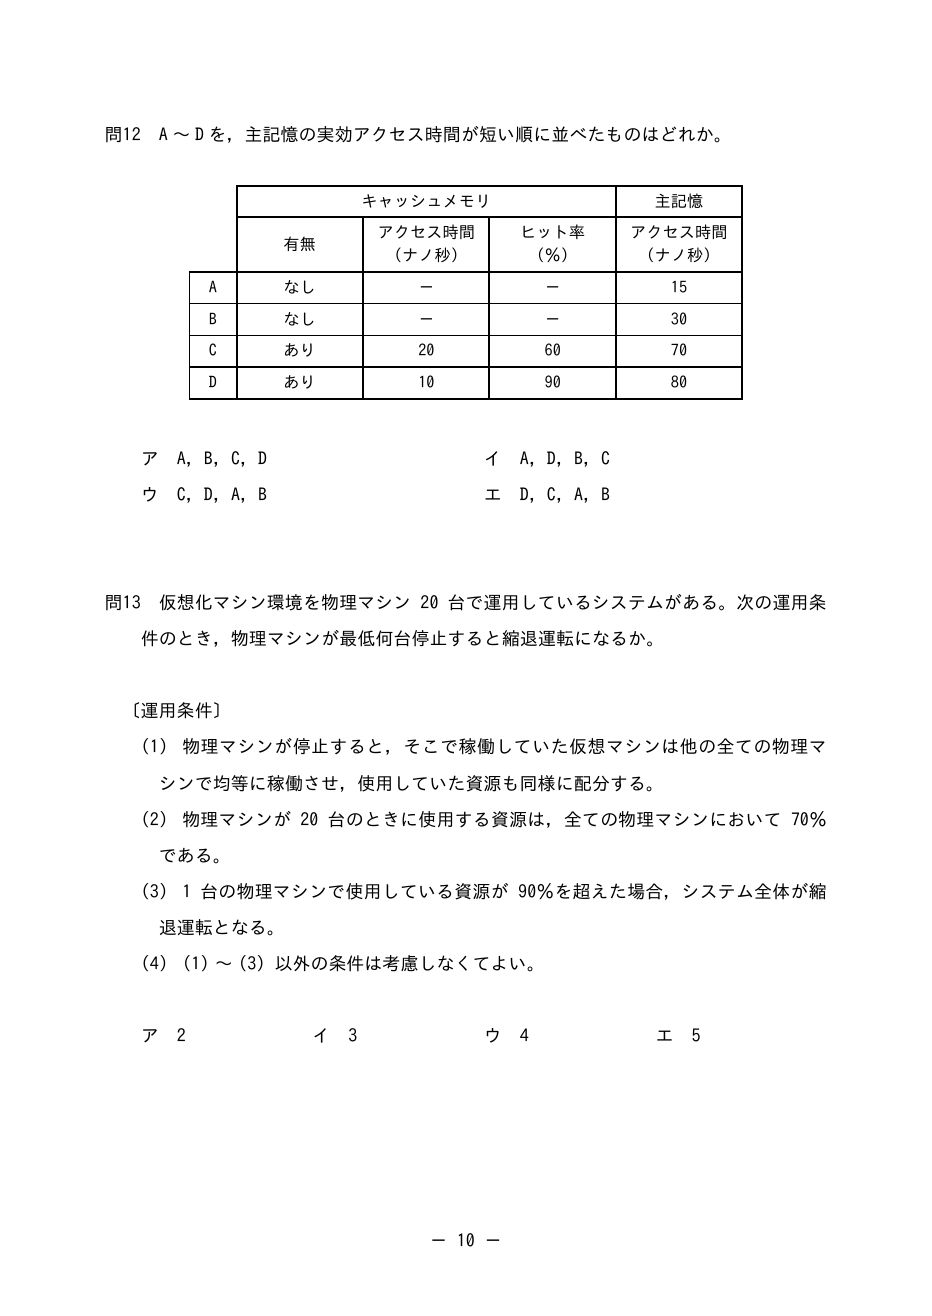 問12 A ～ D を，主記憶の実効アクセス時間が短い順に並べたものはどれか。
キャッシュメモリ 主記憶
有無 アクセス時間（ナノ秒） ヒット率（％） アクセス時間（ナノ秒）
A なし － － 15
B なし － － 30
C あり 20 60 70
D あり 10 90 80
ア A，B，C，D イ A，D，B，C
ウ C，D，A，B エ D，C，A，B
問13 仮想化マシン環境を物理マシン 20 台で運用しているシステムがある。次の運用条
件のとき，物理マシンが最低何台停止すると縮退運転になるか。
〔運用条件〕
(1) 物理マシンが停止すると，そこで稼働していた仮想マシンは他の全ての物理マ
シンで均等に稼働させ，使用していた資源も同様に配分する。
(2) 物理マシンが 20 台のときに使用する資源は，全ての物理マシンにおいて 70％
である。
(3) 1 台の物理マシンで使用している資源が 90％を超えた場合，システム全体が縮
退運転となる。
(4) (1)～(3) 以外の条件は考慮しなくてよい。
ア 2 イ 3 ウ 4 エ 5
－ 10 －